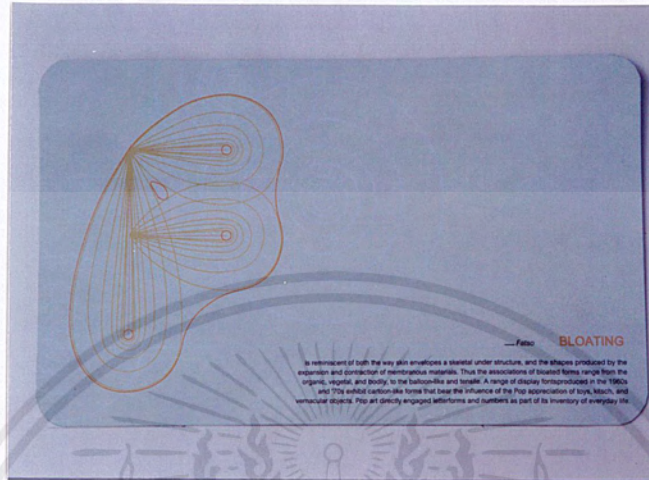 Fatso BLOATING
is reminiscent of both the way skin envelopes a skeletal under structure, and the shapes produced by the
expansion and contraction of membranous materials. Thus the associations of bloated forms range from the
organic, vegetal, and bodily, to the balloon-like and tensile. A range of display fontsproduced in the 1960s
and '70s exhibit cartoon-like forms that bear the influence of the Pop appreciation of toys, kitsch, and
vernacular objects. Pop art directly engaged letterforms and numbers as part of its inventory of everyday life